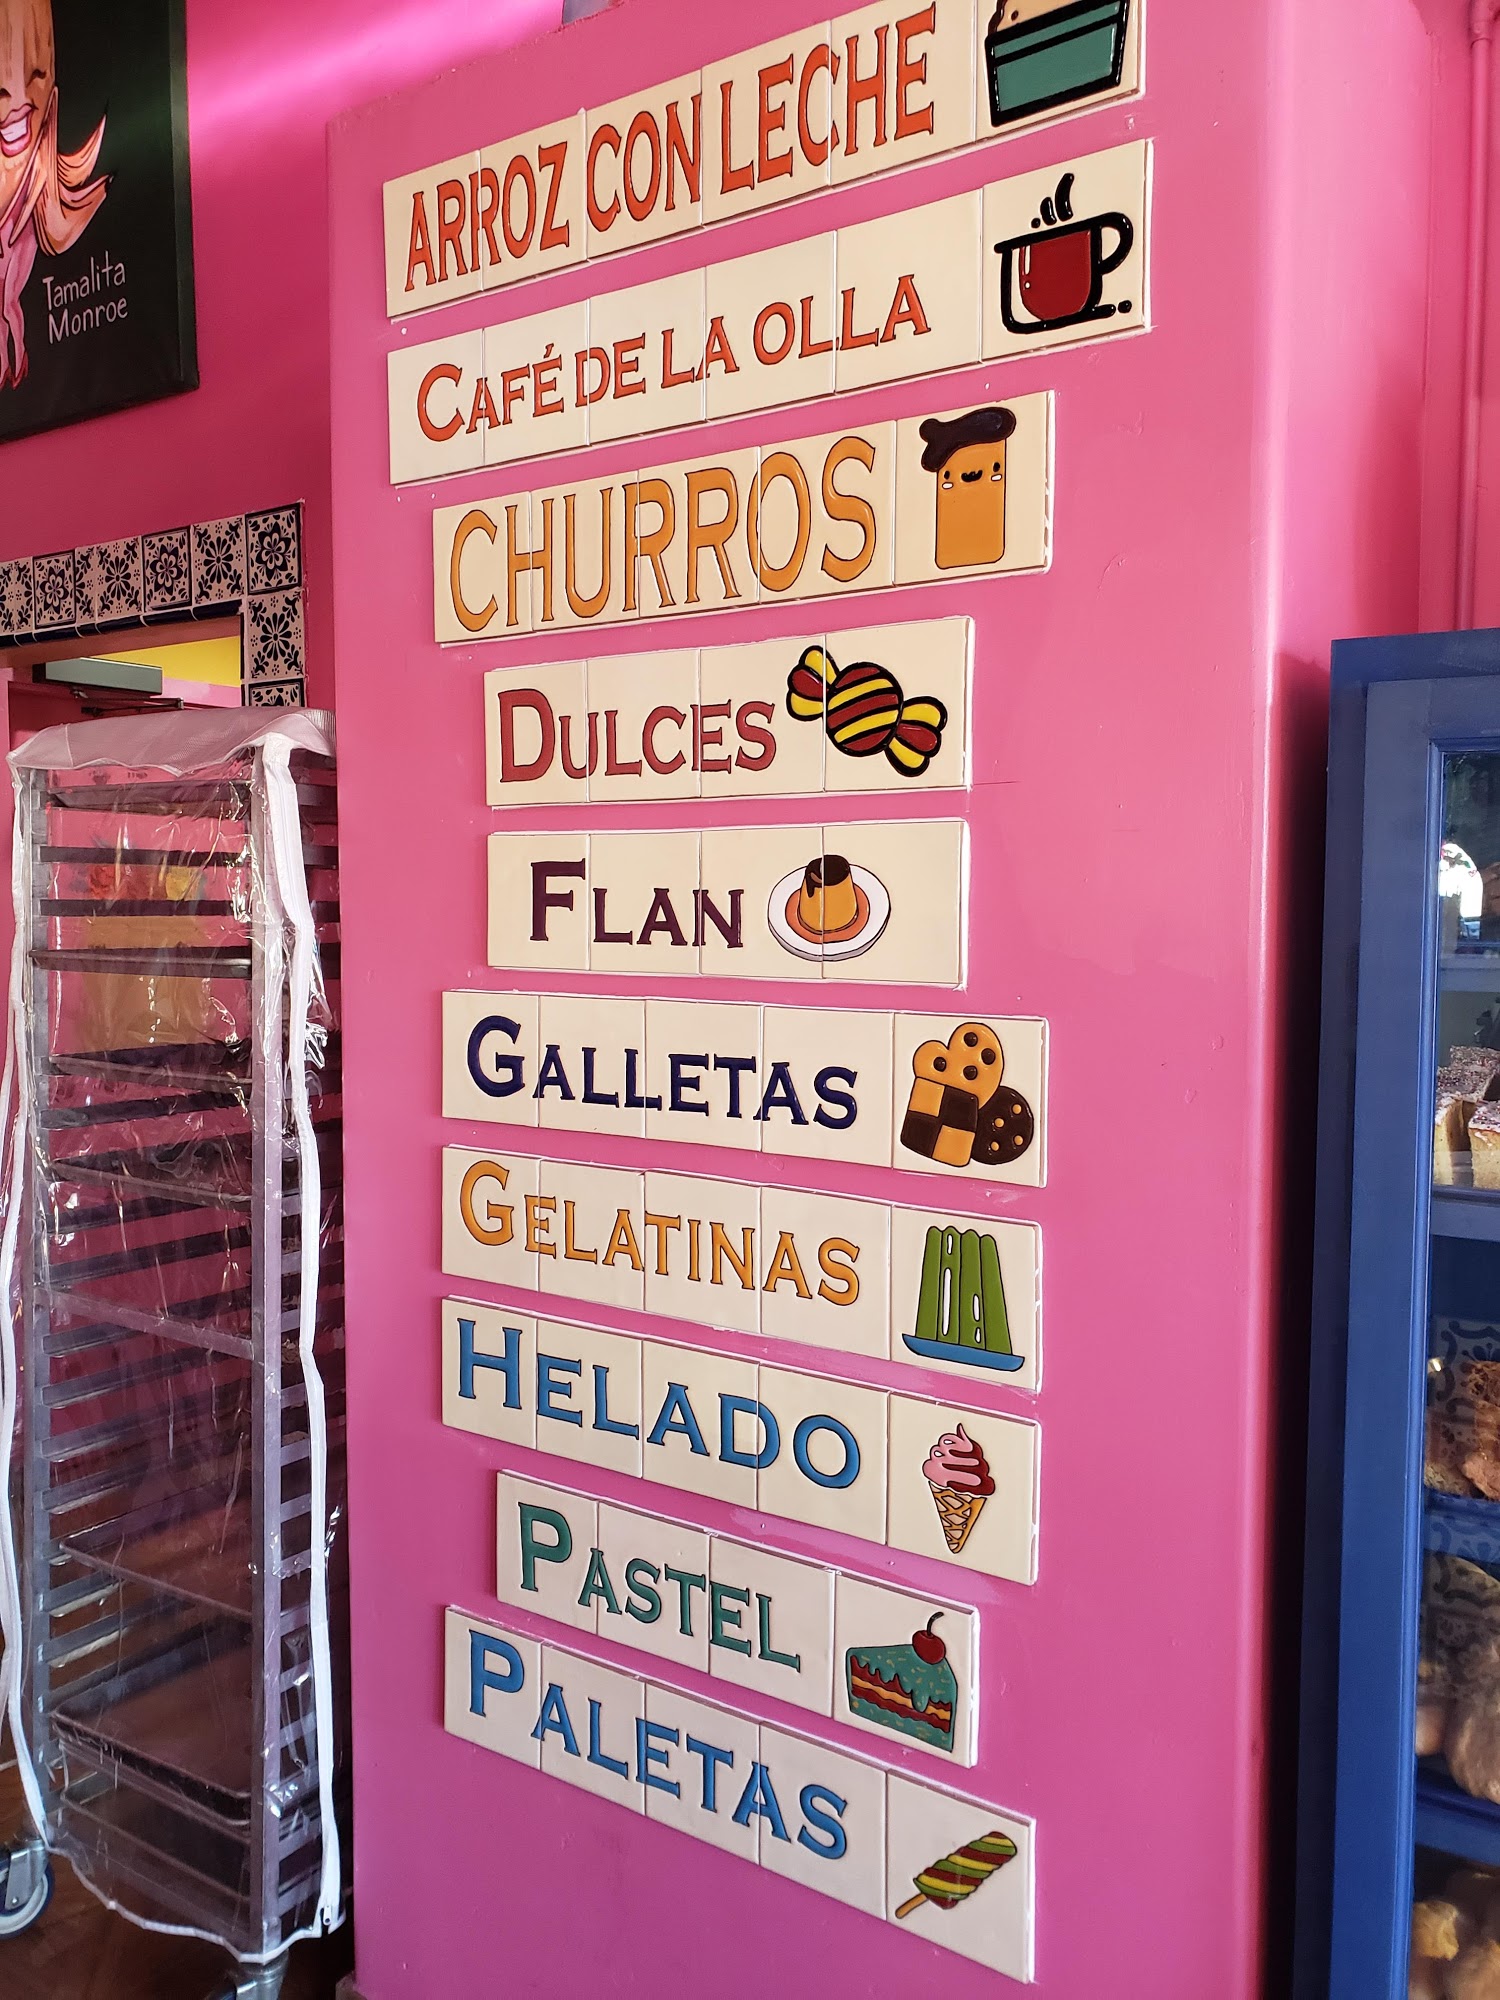 Tamalita
Monroe
ARROZ CON LECHE
CAFÉ DE LA OLLA
CHURROS
DULCES
FLAN
GALLETAS
GELATINAS
HELADO
PASTEL
PALETAS